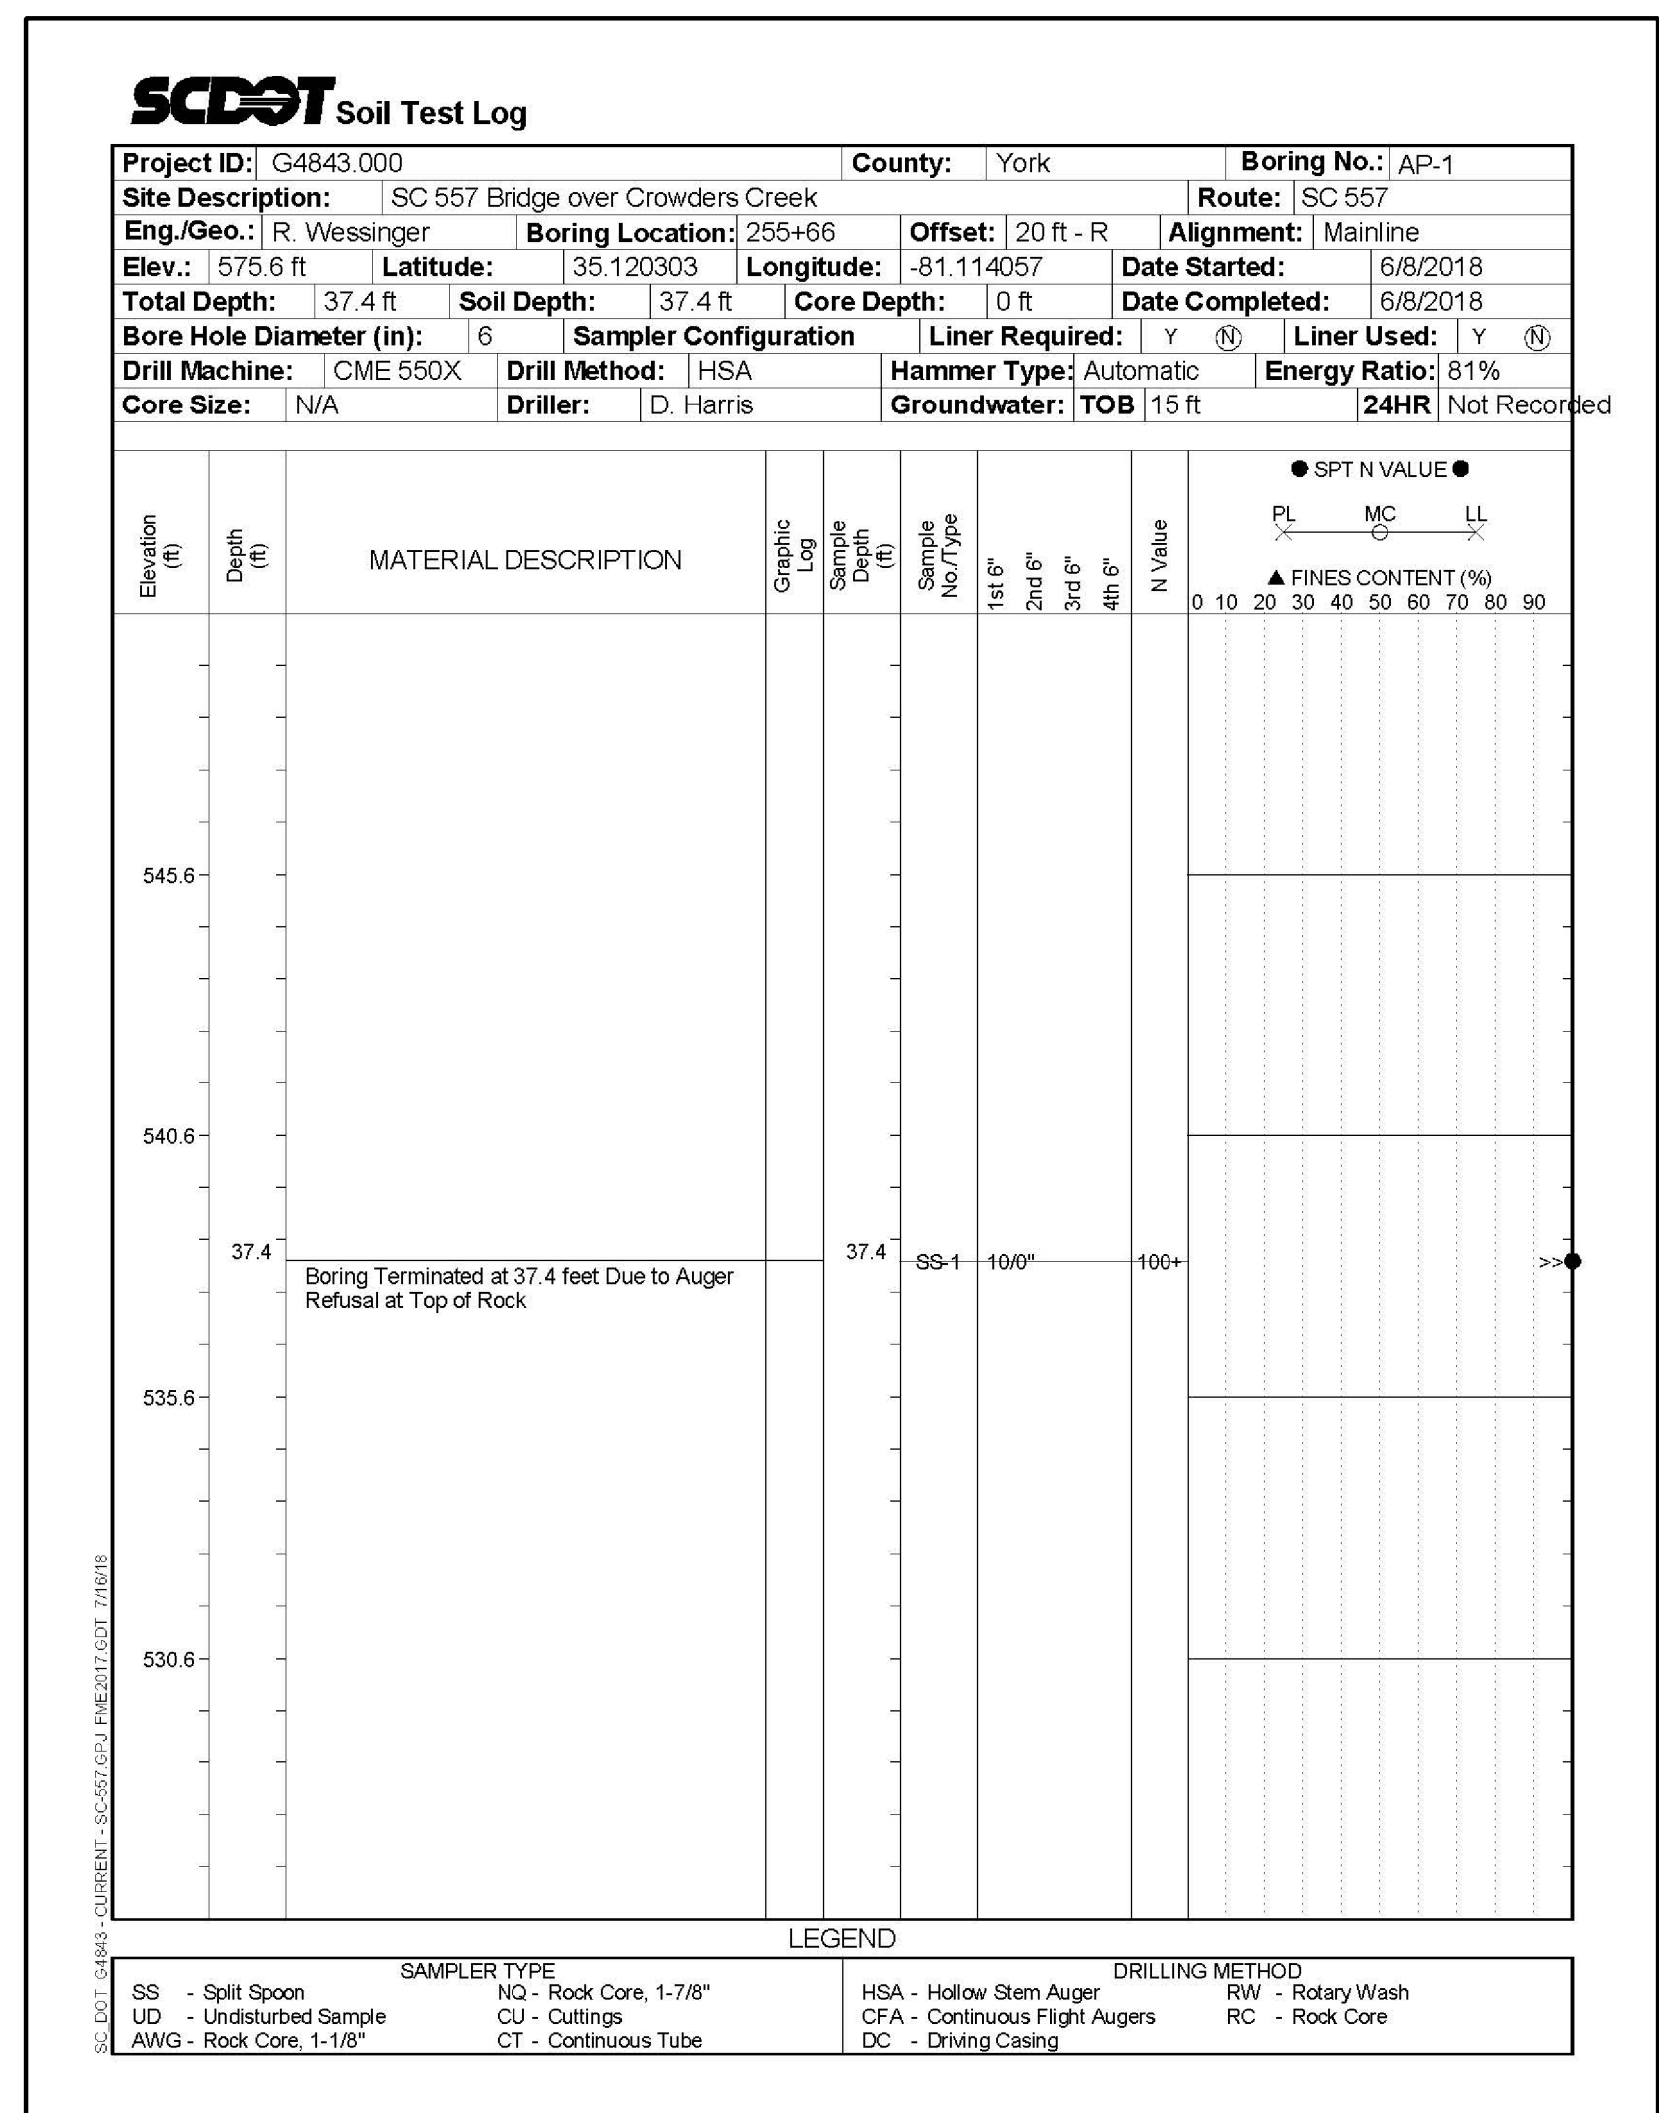 SCDOT Soil Test Log
Project ID: G4843.000 County: York Boring No.: AP-1
Site Description: SC 557 Bridge over Crowders Creek Route: SC 557
Eng./Geo.: R. Wessinger Boring Location: 255+66 Offset: 20 ft - R Alignment: Mainline
Elev.: 575.6 ft Latitude: 35.120303 Longitude: -81.114057 Date Started: 6/8/2018
Total Depth: 37.4 ft Soil Depth: 37.4 ft Core Depth: 0 ft Date Completed: 6/8/2018
Bore Hole Diameter (in): 6 Sampler Configuration Liner Required: Y N Liner Used: Y N
Drill Machine: CME 550X Drill Method: HSA Hammer Type: Automatic Energy Ratio: 81%
Core Size: N/A Driller: D. Harris Groundwater: TOB 15 ft 24HR Not Recorded
Elevation (ft)
Depth (ft)
MATERIAL DESCRIPTION
Graphic Log
Sample Depth (ft)
Sample No./Type
1st 6"
2nd 6"
3rd 6"
4th 6"
N Value
SPT N VALUE
PL MC LL
FINES CONTENT (%)
0 10 20 30 40 50 60 70 80 90
545.6
540.6
37.4 37.4 SS-1 10/0" 100+ >>
Boring Terminated at 37.4 feet Due to Auger
Refusal at Top of Rock
535.6
530.6
SC_DOT G4843 - CURRENT - SC-557.GPJ FME2017.GDT 7/16/18
LEGEND
SAMPLER TYPE DRILLING METHOD
SS - Split Spoon NQ - Rock Core, 1-7/8" HSA - Hollow Stem Auger RW - Rotary Wash
UD - Undisturbed Sample CU - Cuttings CFA - Continuous Flight Augers RC - Rock Core
AWG - Rock Core, 1-1/8" CT - Continuous Tube DC - Driving Casing